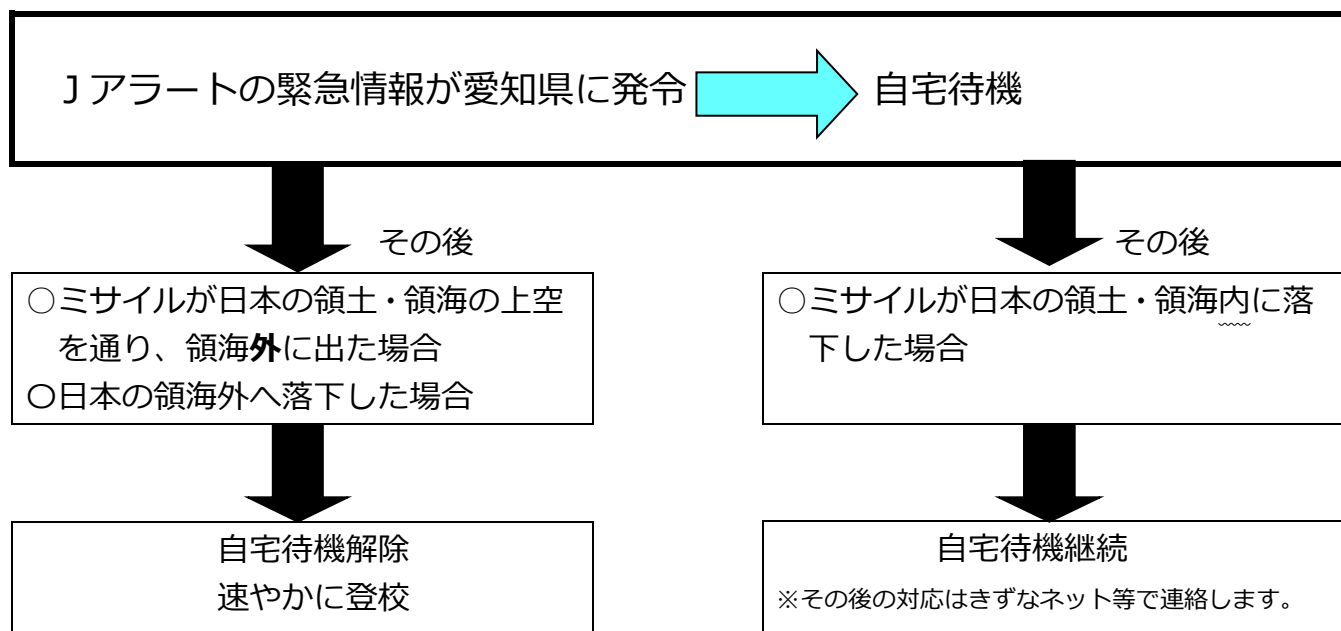 Jアラートの緊急情報が愛知県に発令 自宅待機
その後
○ミサイルが日本の領土・領海の上空
を通り、領海外に出た場合
〇日本の領海外へ落下した場合
自宅待機解除
速やかに登校
その後
○ミサイルが日本の領土・領海内に落
下した場合
自宅待機継続
※その後の対応はきずなネット等で連絡します。